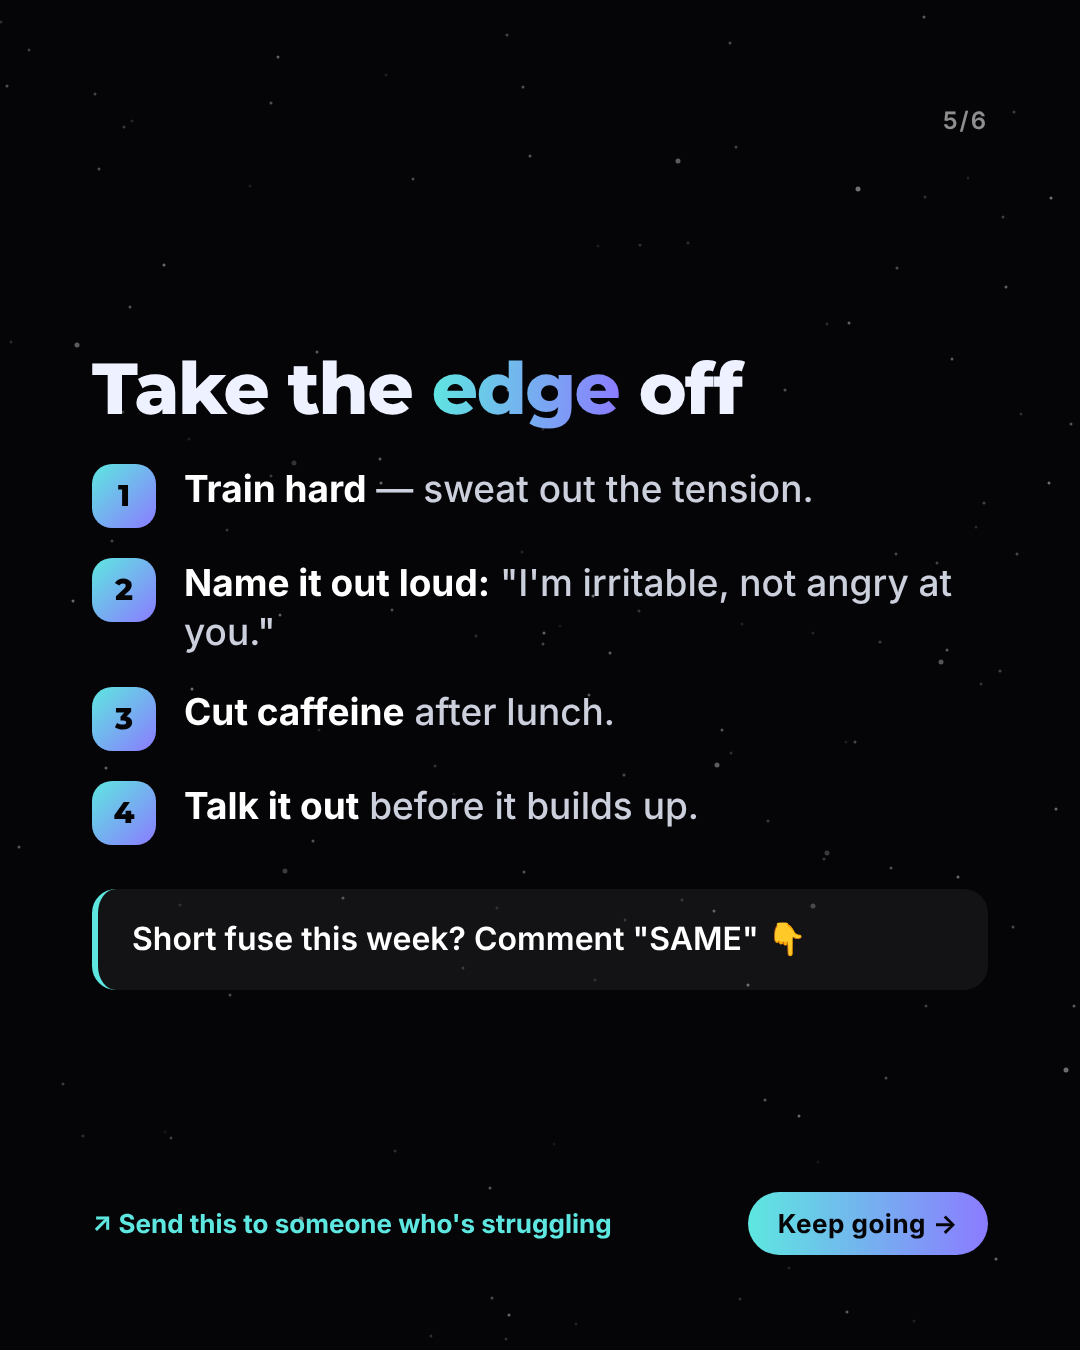 5/6
Take the edge off
1 Train hard — sweat out the tension.
2 Name it out loud: "I'm irritable, not angry at
you."
3 Cut caffeine after lunch.
4 Talk it out before it builds up.
Short fuse this week? Comment "SAME" 👇
↗ Send this to someone who's struggling
Keep going →